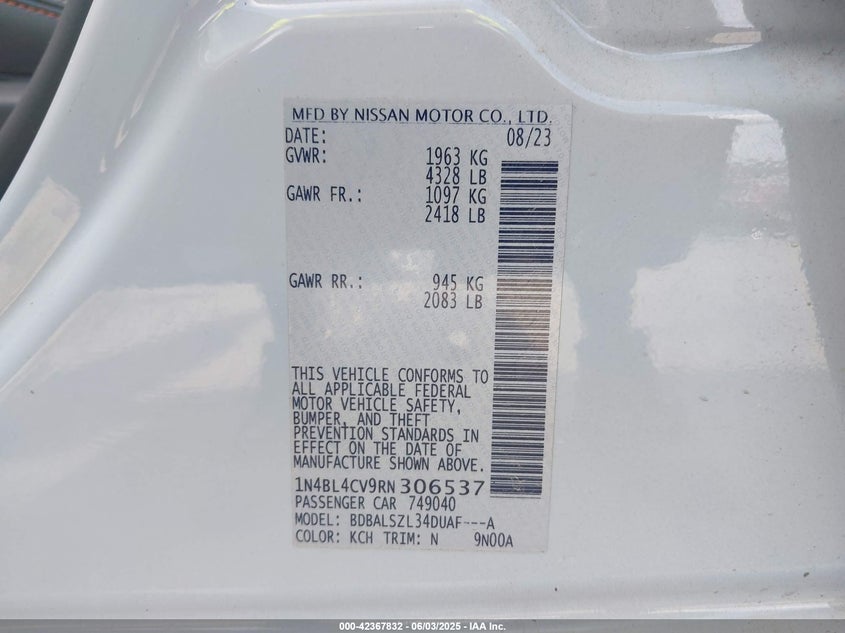 MFD BY NISSAN MOTOR CO., LTD.
DATE: 08/23
GVWR: 1963 KG
4328 LB
GAWR FR.: 1097 KG
2418 LB
GAWR RR.: 945 KG
2083 LB
THIS VEHICLE CONFORMS TO
ALL APPLICABLE FEDERAL
MOTOR VEHICLE SAFETY,
BUMPER, AND THEFT
PREVENTION STANDARDS IN
EFFECT ON THE DATE OF
MANUFACTURE SHOWN ABOVE.
1N4BL4CV9RN306537
PASSENGER CAR 749040
MODEL: BDBALSZL34DUAF---A
COLOR: KCH TRIM: N 9N00A
000-42367832 - 06/03/2025 - IAA Inc.